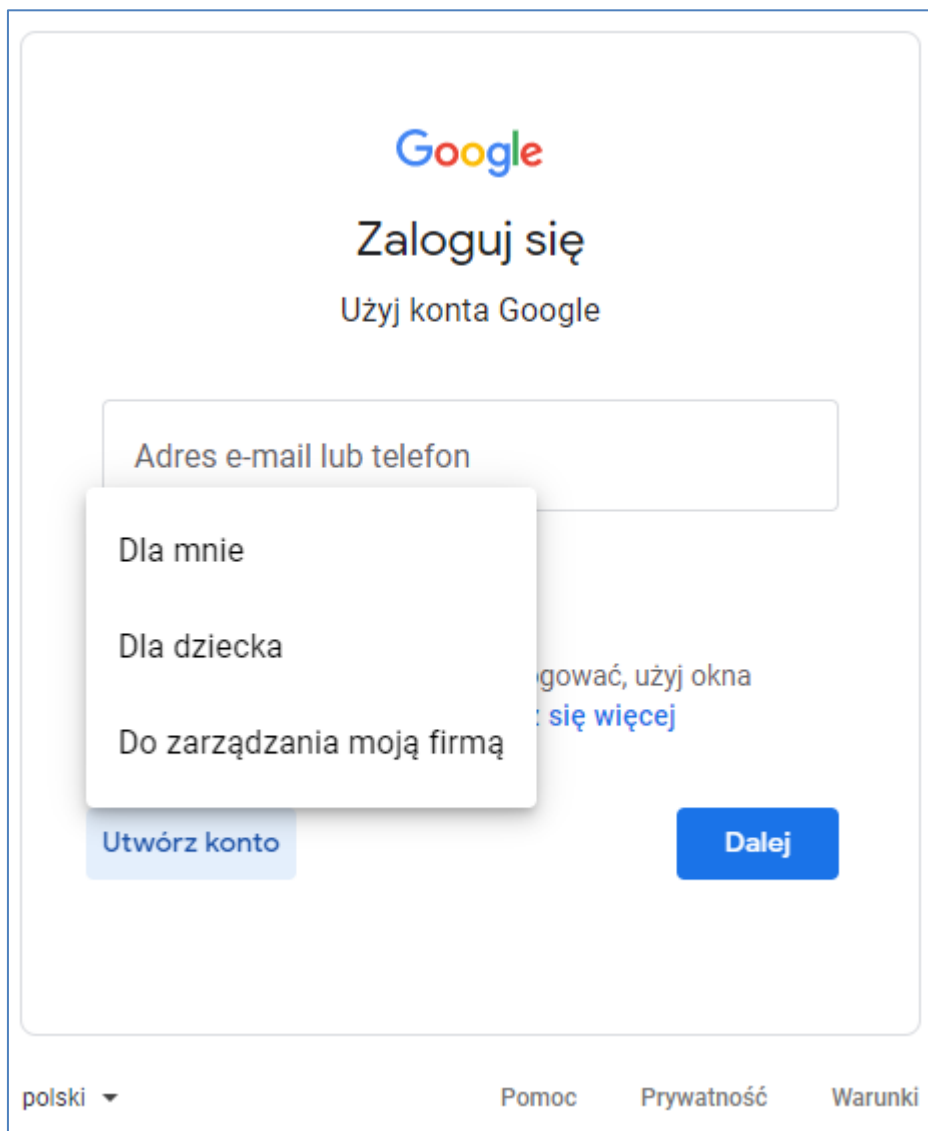 Google
Zaloguj się
Użyj konta Google
Adres e-mail lub telefon
Dla mnie
Dla dziecka
użyj okna
Do zarządzania moją firmą
się więcej
Utwórz konto
Dalej
polski
Pomoc
Prywatność
Warunki